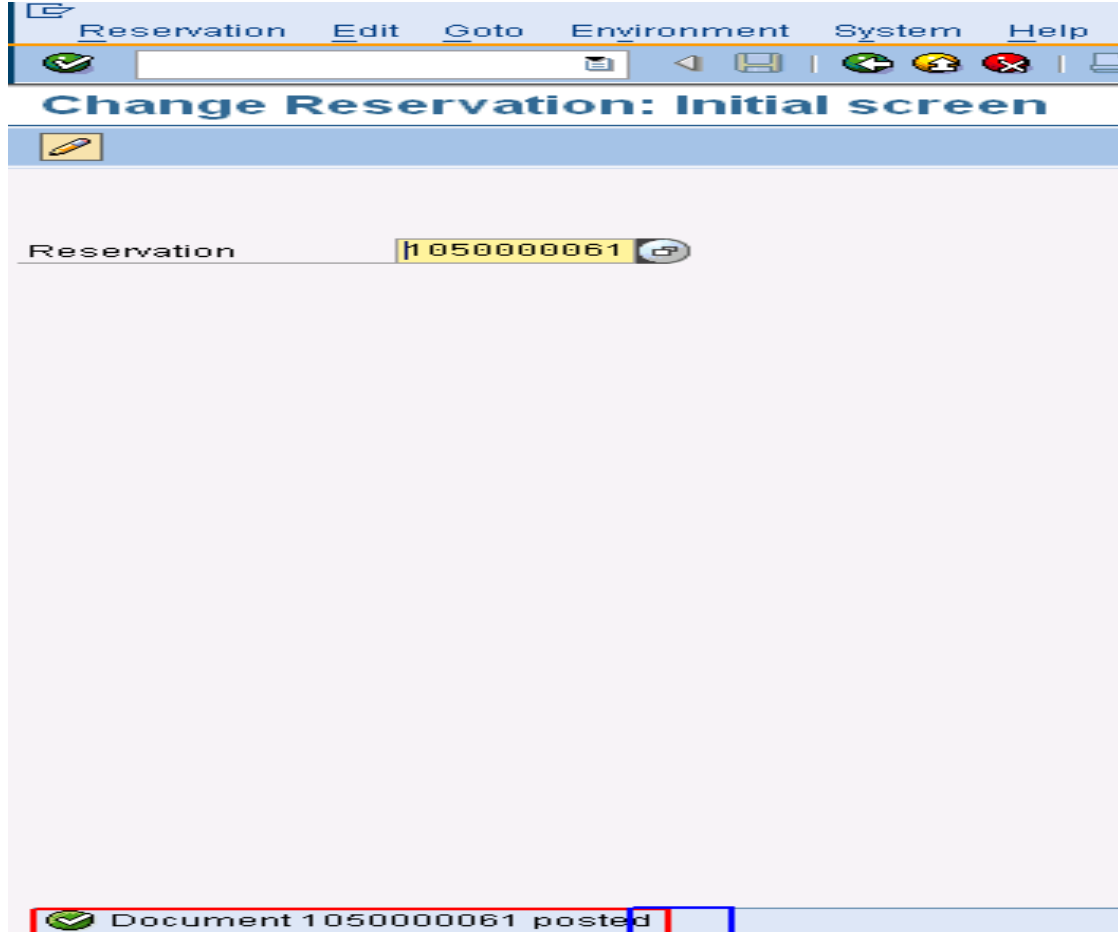 Reservation Edit Goto Environment System Help
Change Reservation: Initial screen
Reservation 1050000061
Document 1050000061 posted